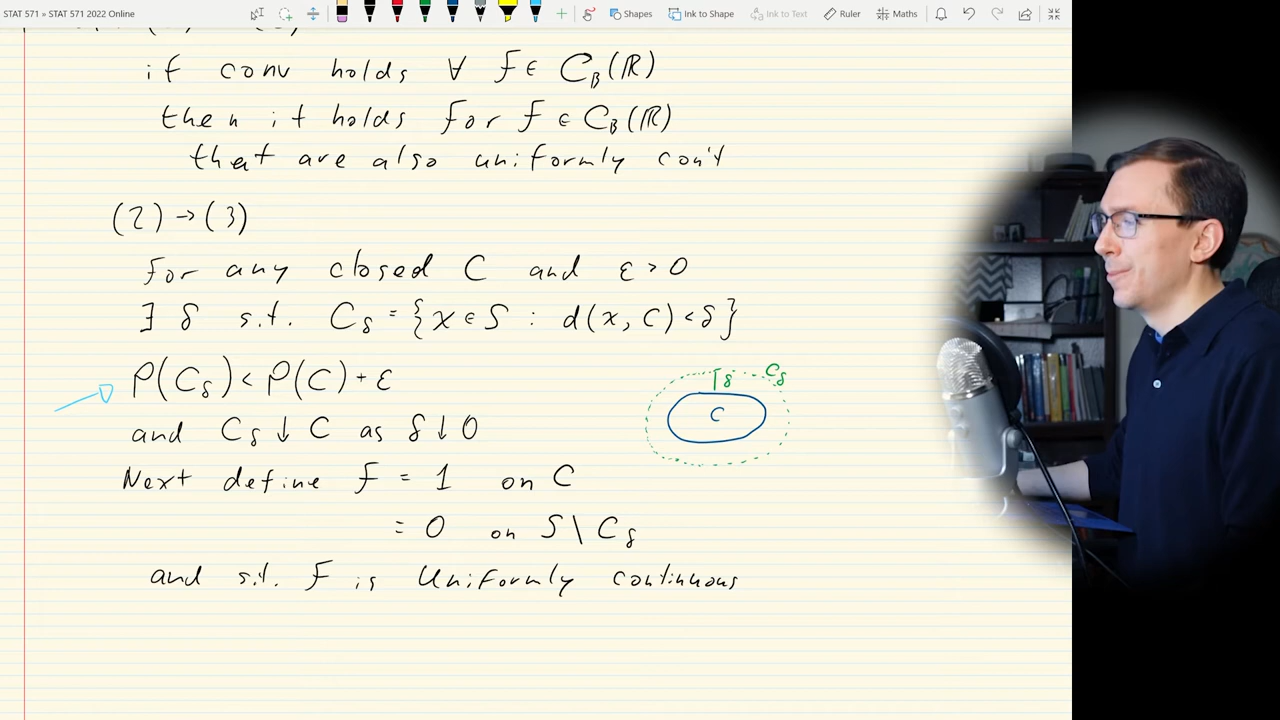 STAT 571 » STAT 571 2022 Online
Shapes
Ink to Shape
Ink to Text
Ruler
Maths
if conv holds ∀ f ∈ C_B(ℝ)
then it holds for f ∈ C_B(ℝ)
that are also uniformly con't
(2) → (3)
for any closed C and ε > 0
∃ δ s.t. C_δ = {x ∈ S : d(x, C) < δ}
P(C_δ) < P(C) + ε
and C_δ ↓ C as δ ↓ 0
δ C_δ
C
Next define f = 1 on C
= 0 on S \ C_δ
and s.t. f is uniformly continuous